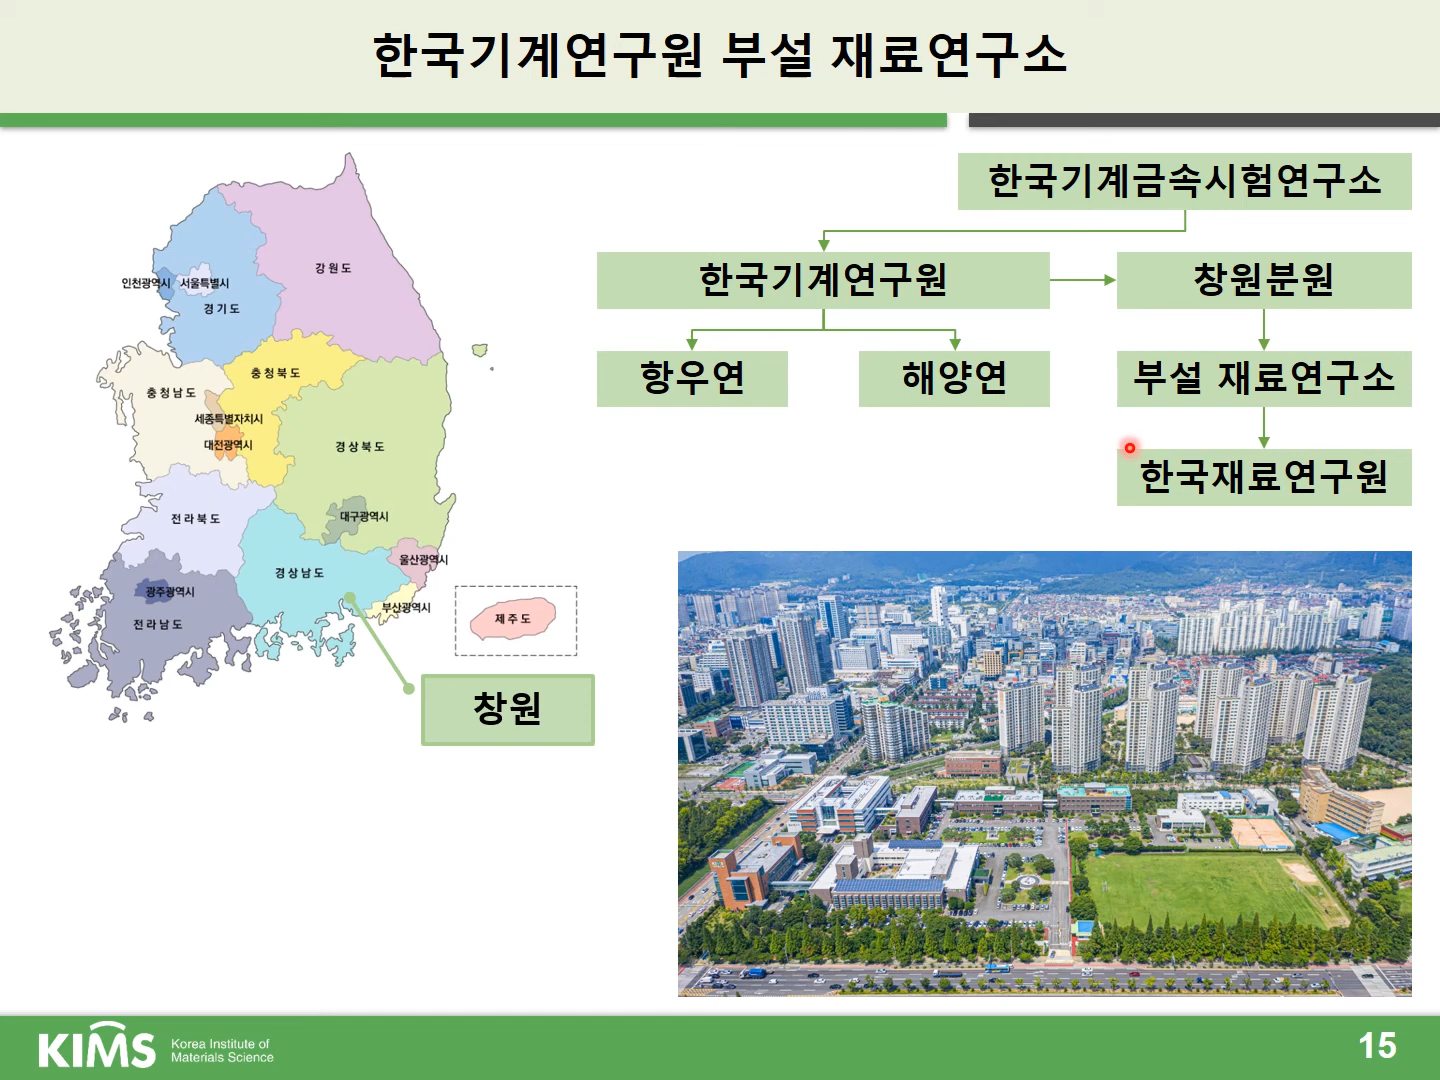 한국기계연구원 부설 재료연구소
한국기계금속시험연구소
한국기계연구원
창원분원
항우연
해양연
부설 재료연구소
한국재료연구원
강원도
인천광역시
서울특별시
경기도
충청북도
충청남도
세종특별자치시
대전광역시
경상북도
전라북도
대구광역시
울산광역시
경상남도
광주광역시
부산광역시
전라남도
제주도
창원
KIMS
Korea Institute of
Materials Science
15